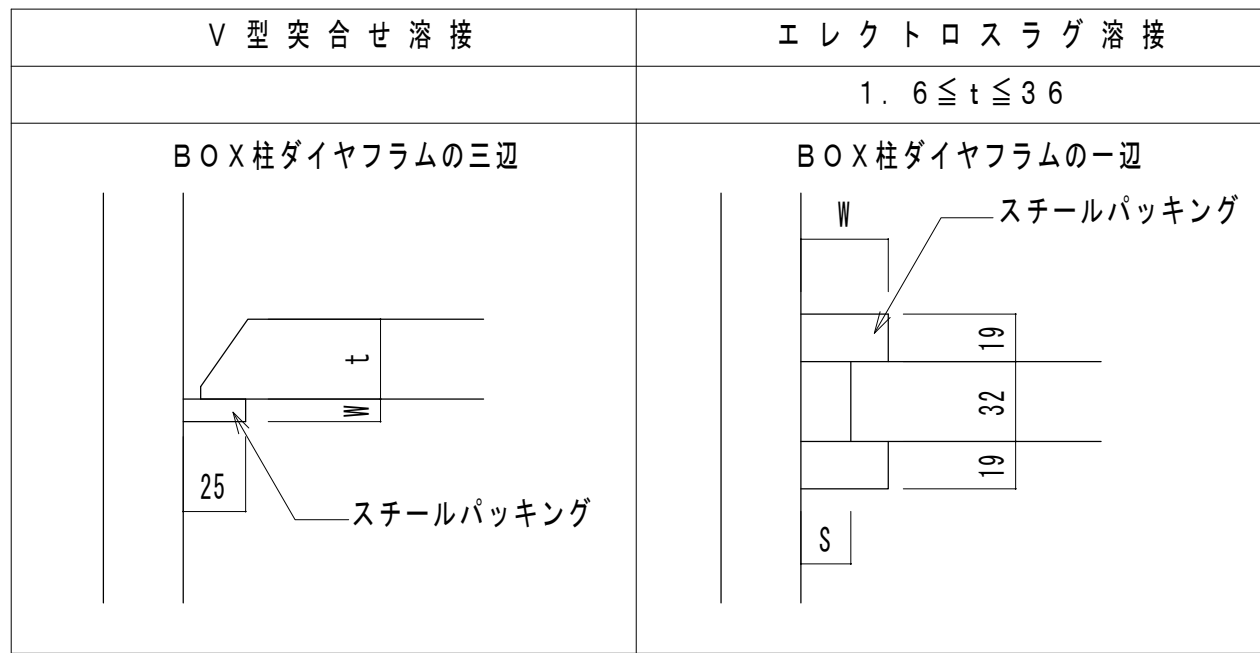 V型突合せ溶接
エレクトロスラグ溶接
1.6≦t≦36
BOX柱ダイヤフラムの三辺
BOX柱ダイヤフラムの一辺
W
スチールパッキング
t
W
25
スチールパッキング
19
32
19
S